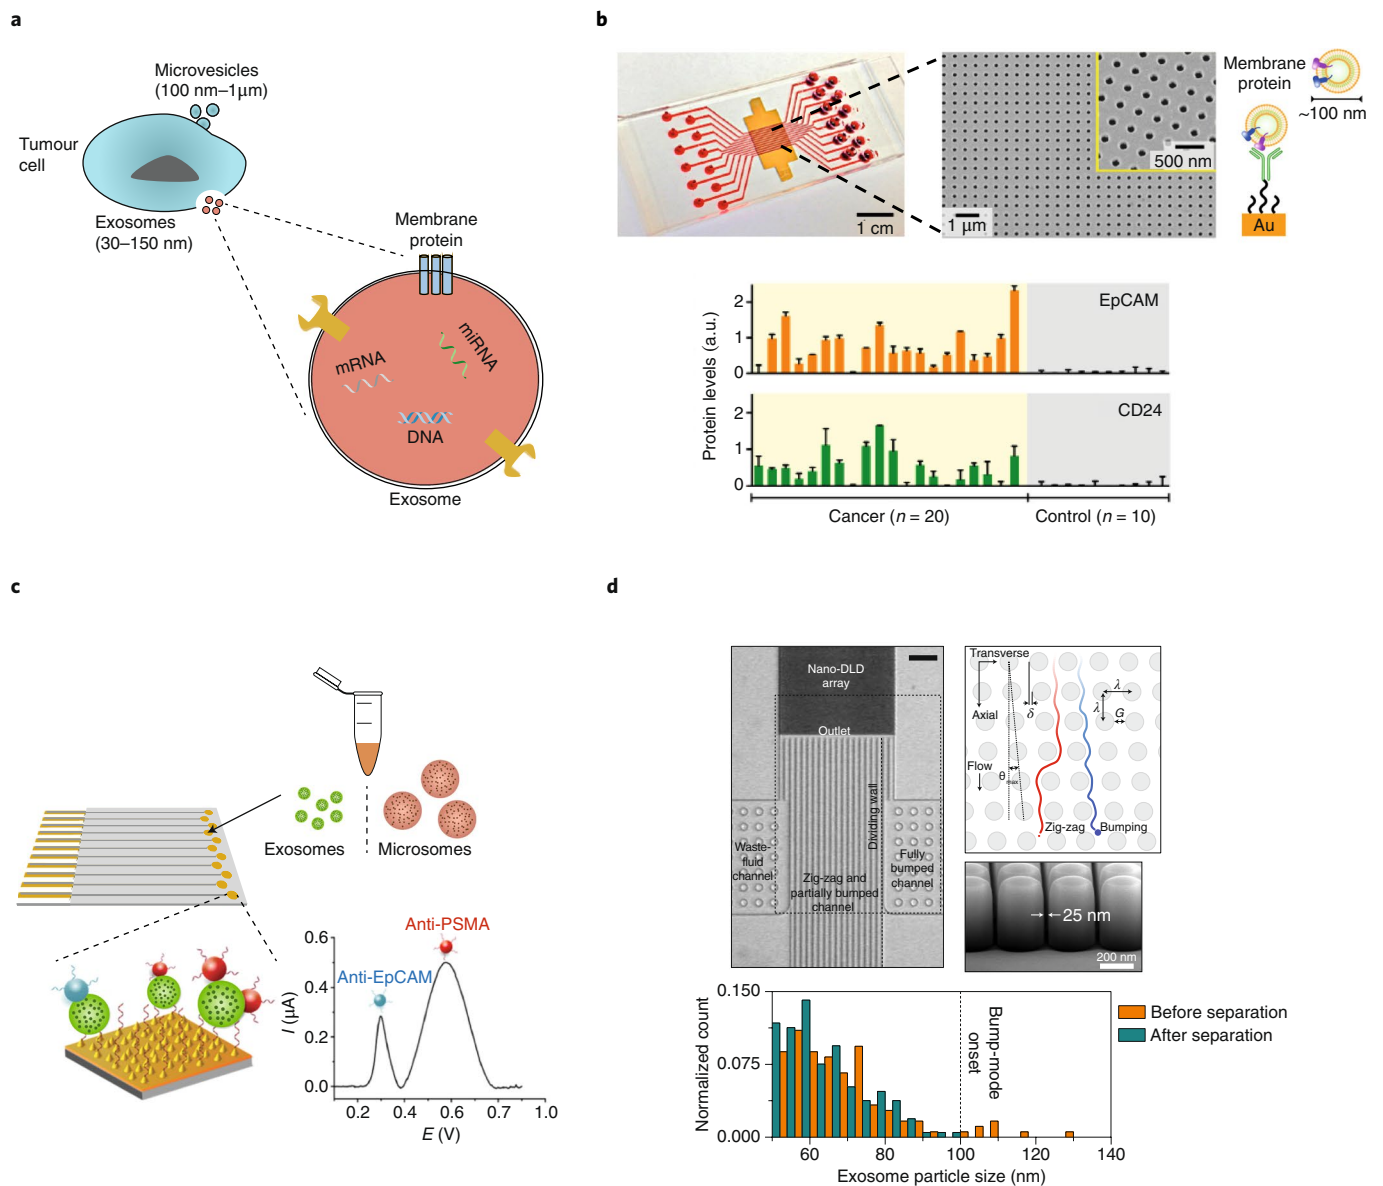 a
Microvesicles
(100 nm–1μm)
Tumour
cell
Exosomes
(30–150 nm)
Membrane
protein
mRNA
miRNA
DNA
Exosome
b
1 cm
1 μm
500 nm
Membrane
protein
~100 nm
Au
Protein levels (a.u.)
2
1
0
EpCAM
2
1
0
CD24
Cancer (n = 20)
Control (n = 10)
c
Exosomes
Microsomes
Anti-PSMA
Anti-EpCAM
I (μA)
0.6
0.4
0.2
0.0
0.2
0.4
0.6
0.8
1.0
E (V)
d
Nano-DLD
array
Outlet
Dividing wall
Waste-
fluid
channel
Zig-zag and
partially bumped
channel
Fully
bumped
channel
Transverse
Axial
Flow
θmax
δ
λ
λ
G
Zig-zag
Bumping
25 nm
200 nm
Normalized count
0.150
0.075
0.000
Bump-mode
onset
Before separation
After separation
60
80
100
120
140
Exosome particle size (nm)